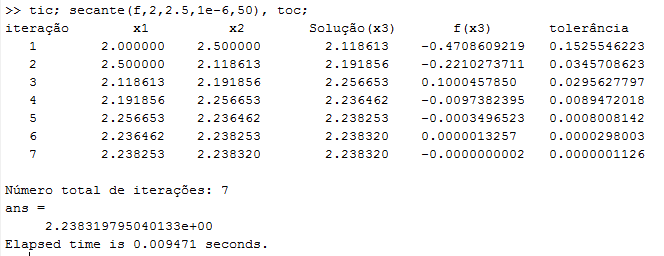 >> tic; secante(f,2,2.5,1e-6,50), toc;
iteração x1 x2 Solução(x3) f(x3) tolerância
1 2.000000 2.500000 2.118613 -0.4708609219 0.1525546223
2 2.500000 2.118613 2.191856 -0.2210273711 0.0345708623
3 2.118613 2.191856 2.256653 0.1000457850 0.0295627797
4 2.191856 2.256653 2.236462 -0.0097382395 0.0089472018
5 2.256653 2.236462 2.238253 -0.0003496523 0.0008008142
6 2.236462 2.238253 2.238320 0.0000013257 0.0000298003
7 2.238253 2.238320 2.238320 -0.0000000002 0.0000001126
Número total de iterações: 7
ans =
2.238319795040133e+00
Elapsed time is 0.009471 seconds.